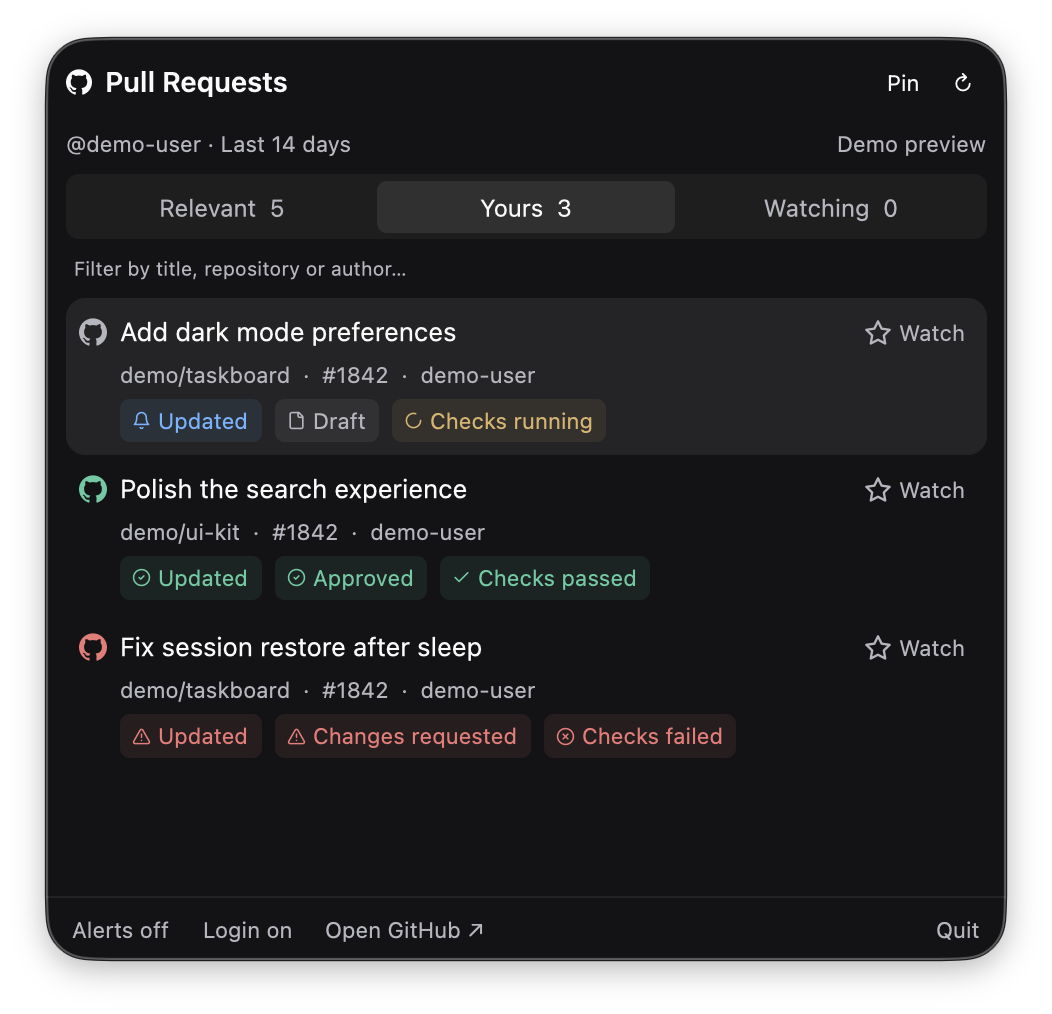 Pull Requests Pin
@demo-user · Last 14 days Demo preview
Relevant 5 Yours 3 Watching 0
Filter by title, repository or author...
Add dark mode preferences Watch
demo/taskboard · #1842 · demo-user
Updated Draft Checks running
Polish the search experience Watch
demo/ui-kit · #1842 · demo-user
Updated Approved Checks passed
Fix session restore after sleep Watch
demo/taskboard · #1842 · demo-user
Updated Changes requested Checks failed
Alerts off Login on Open GitHub ↗ Quit